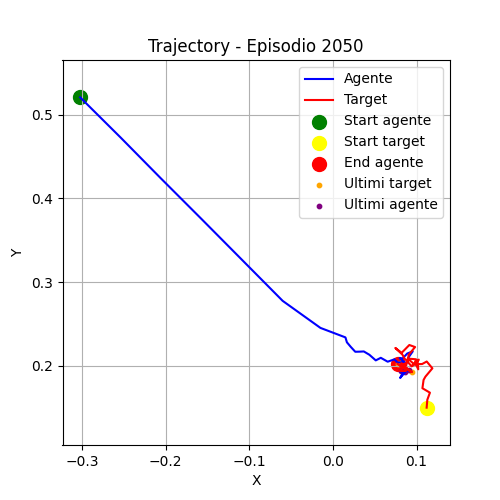 Trajectory - Episodio 2050
Agente
Target
Start agente
Start target
End agente
Ultimi target
Ultimi agente
Y
0.5
0.4
0.3
0.2
−0.3
−0.2
−0.1
0.0
0.1
X